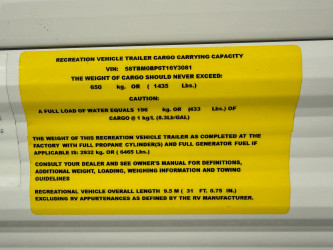 RECREATION VEHICLE TRAILER CARGO CARRYING CAPACITY
VIN: 58TBM0BP0T16Y3081
THE WEIGHT OF CARGO SHOULD NEVER EXCEED:
650 kg. OR ( 1435 Lbs.)
CAUTION:
A FULL LOAD OF WATER EQUALS 196 kg. OR (433 Lbs.) OF
CARGO @ 1 kg/L (8.3Lb/GAL)
THE WEIGHT OF THIS RECREATION VEHICLE TRAILER AS COMPLETED AT THE
FACTORY WITH FULL PROPANE CYLINDER(S) AND FULL GENERATOR FUEL IF
APPLICABLE IS: 2932 kg. OR ( 6465 Lbs.)
CONSULT YOUR DEALER AND SEE OWNER'S MANUAL FOR DEFINITIONS,
ADDITIONAL WEIGHT, LOADING, WEIGHING INFORMATION AND TOWING
GUIDELINES
RECREATIONAL VEHICLE OVERALL LENGTH 9.5 M ( 31 FT. 0.75 IN.)
EXCLUDING RV APPURTENANCES AS DEFINED BY THE RV MANUFACTURER.